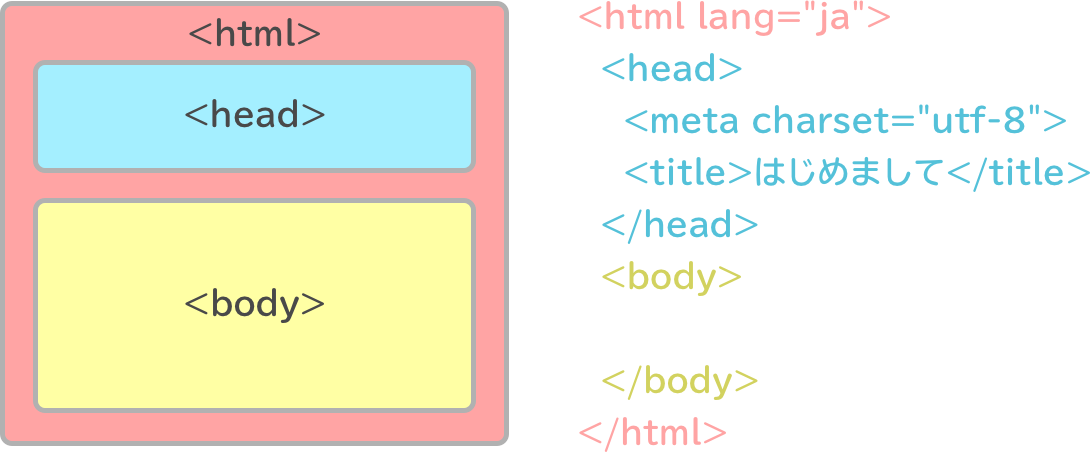 <html>
<head>
<body>
<html lang="ja">
<head>
<meta charset="utf-8">
<title>はじめまして</title>
</head>
<body>
</body>
</html>